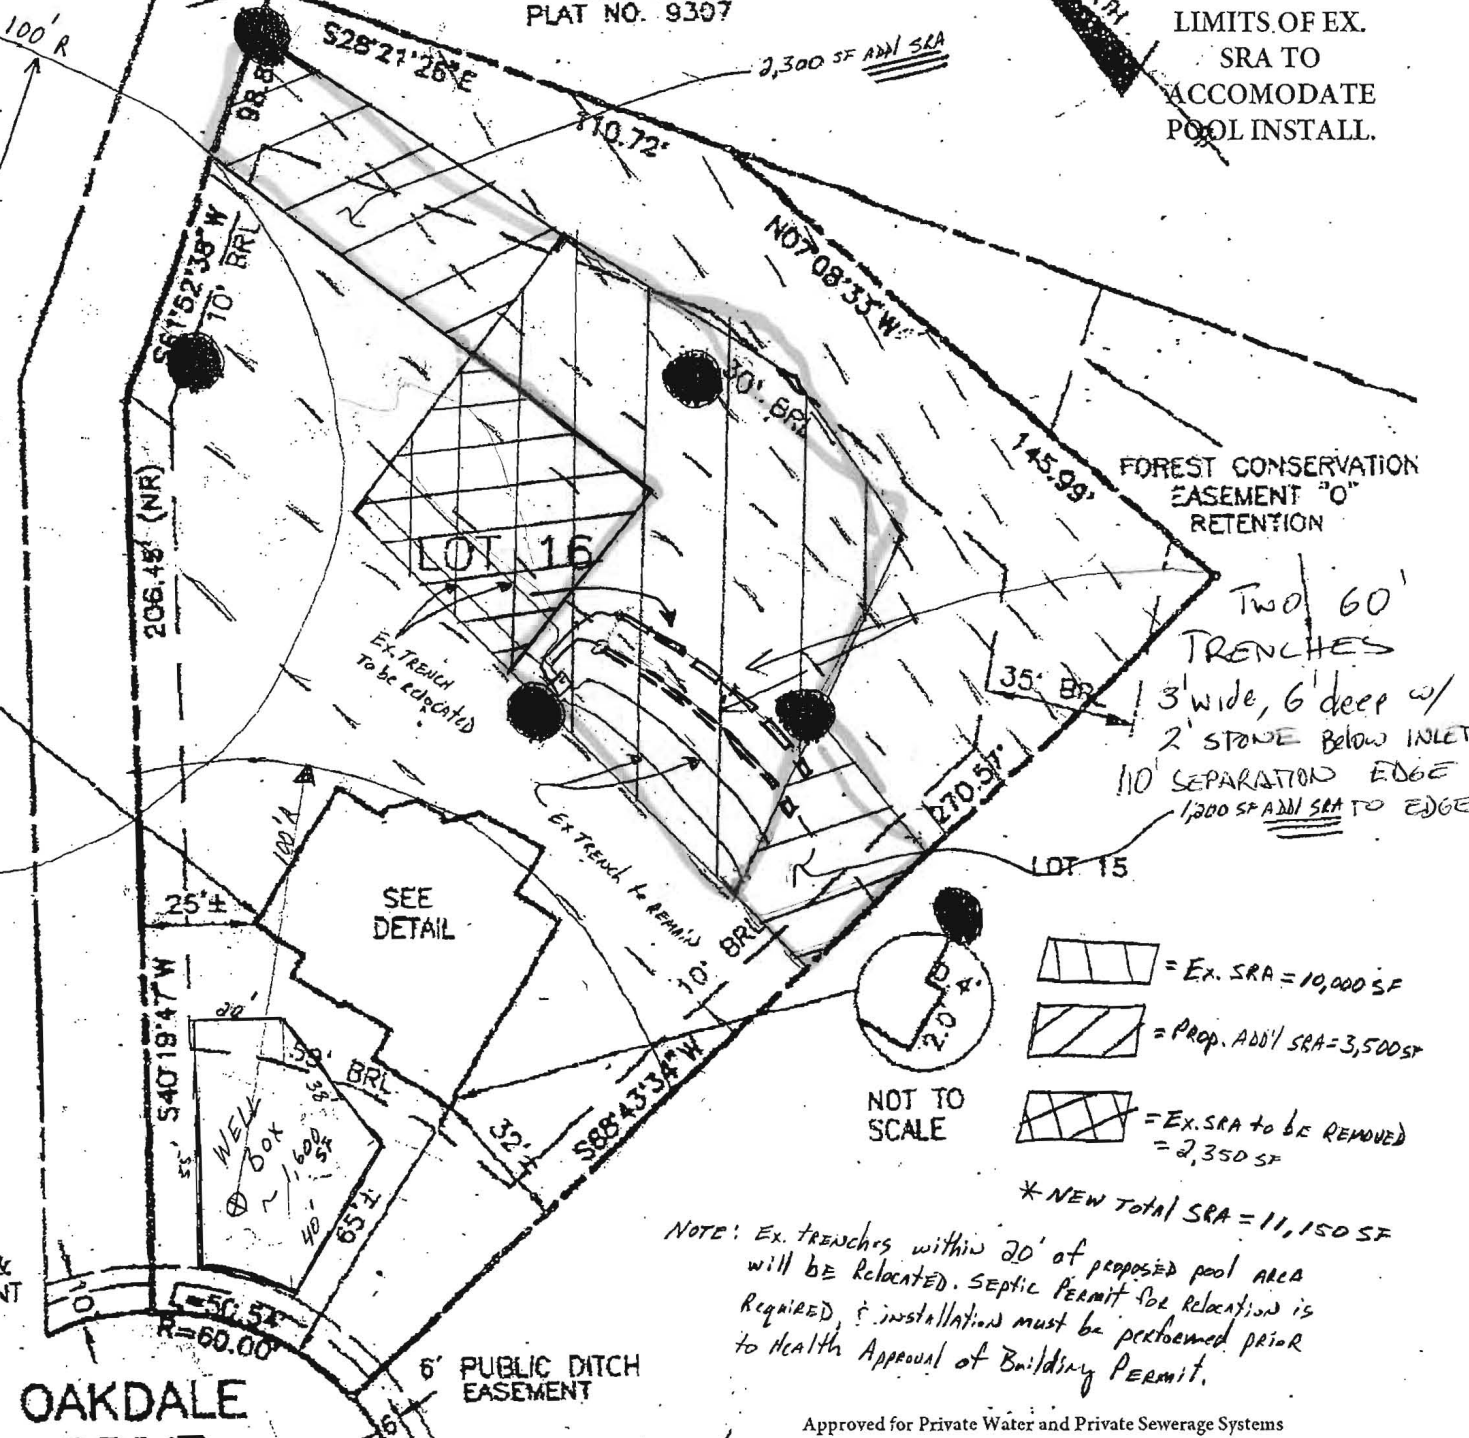 PLAT NO. 9307
LIMITS OF EX.
SRA TO
ACCOMODATE
POOL INSTALL.
100' R
S28°21'26"E
110.72'
2,300 SF ADD'L SRA
98.8
S61°52'38"W
10' BRL
N07°08'33"W
145.99'
30' BRL
FOREST CONSERVATION
EASEMENT "O"
RETENTION
206.48' (NR)
LOT 16
EX. TRENCH
To be relocated
TWO 60'
TRENCHES
3' wide, 6' deep w/
2' STONE Below INLET
10' SEPARATION EDGE
TO EDGE
1,200 SF ADD'L SRA
35' BRL
270.57'
LOT 15
EX TRENCH to REMAIN
100'R
SEE
DETAIL
25'±
10' BRL
S40°19'47"W
S88°43'34"W
20'
BRL
38'
WELL
BOX
~1,600
SF
55'
40'
65'±
32'±
2.0'
NOT TO
SCALE
= Ex. SRA = 10,000 SF
= Prop. ADD'l SRA = 3,500 SF
= Ex. SRA to be REMOVED
= 2,350 SF
* NEW Total SRA = 11,150 SF
NOTE: Ex. trenches within 20' of proposed pool AREA
will be Relocated. Septic Permit for Relocation is
Required, & installation must be performed prior
to Health Approval of Building Permit.
L=50.54'
R=60.00'
6' PUBLIC DITCH
EASEMENT
OAKDALE
Approved for Private Water and Private Sewerage Systems